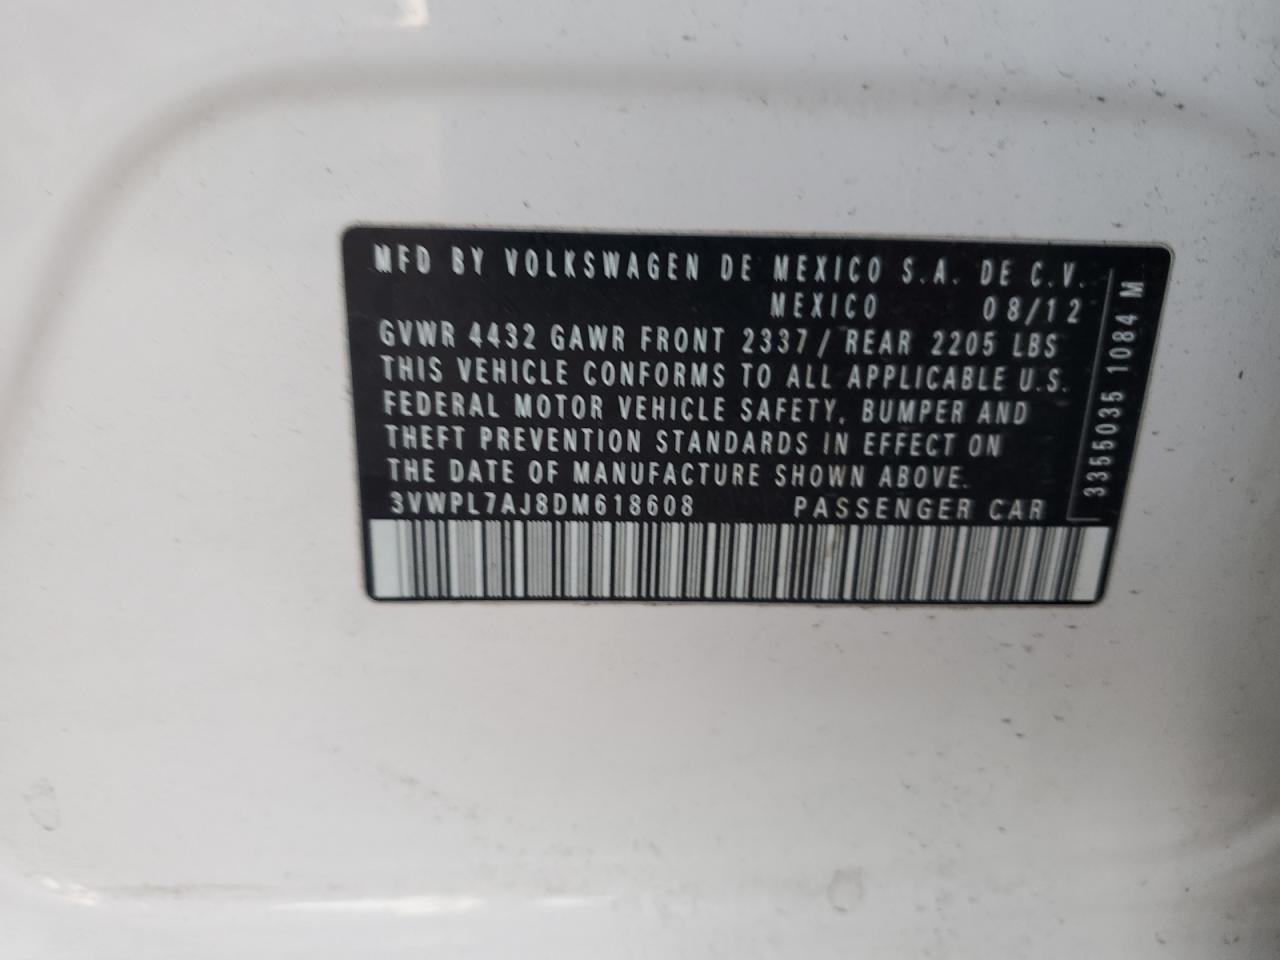 MFD BY VOLKSWAGEN DE MEXICO S.A. DE C.V.
MEXICO 08/12
GVWR 4432 GAWR FRONT 2337/ REAR 2205 LBS
THIS VEHICLE CONFORMS TO ALL APPLICABLE U.S.
FEDERAL MOTOR VEHICLE SAFETY, BUMPER AND
THEFT PREVENTION STANDARDS IN EFFECT ON
THE DATE OF MANUFACTURE SHOWN ABOVE.
3VWPL7AJ8DM618608 PASSENGER CAR
3355035 1084 M